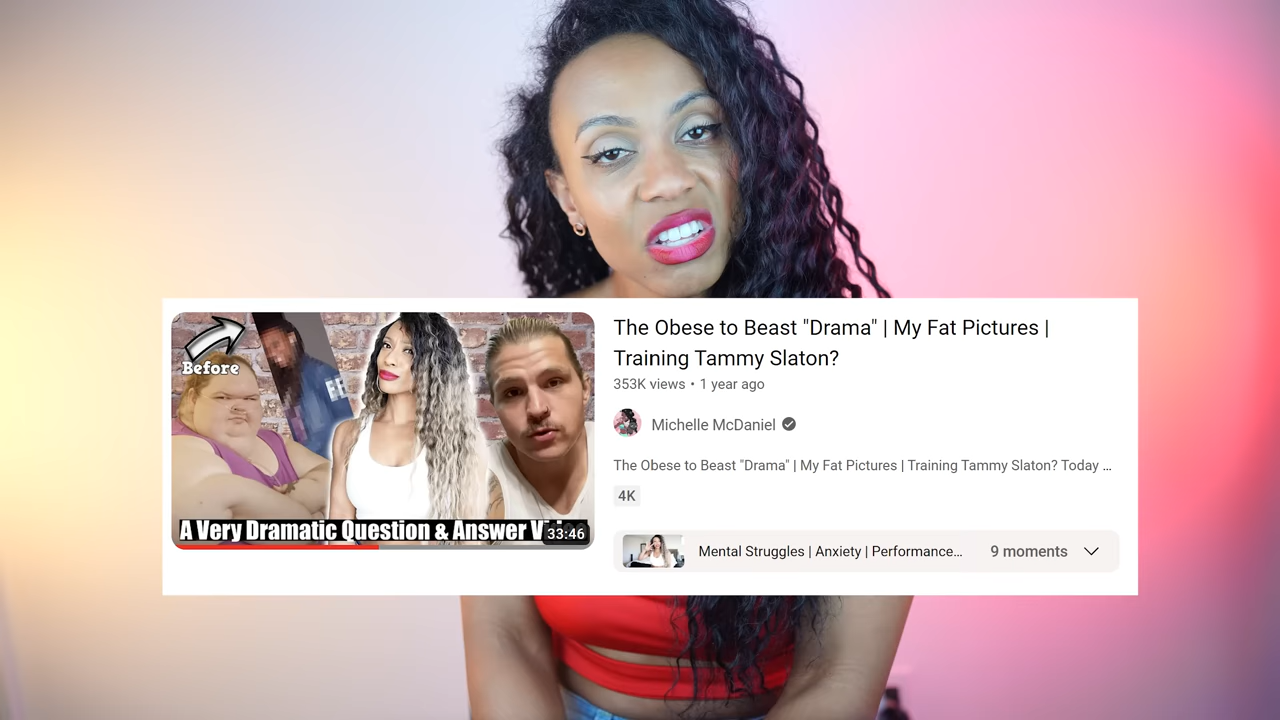 Before
A Very Dramatic Question & Answer
33:46
The Obese to Beast "Drama" | My Fat Pictures |
Training Tammy Slaton?
353K views • 1 year ago
Michelle McDaniel
The Obese to Beast "Drama" | My Fat Pictures | Training Tammy Slaton? Today ...
4K
Mental Struggles | Anxiety | Performance...
9 moments